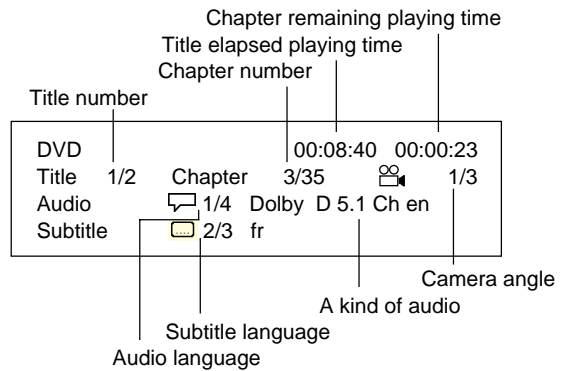 Chapter remaining playing time
Title elapsed playing time
Chapter number
Title number
DVD 00:08:40 00:00:23
Title 1/2 Chapter 3/35 1/3
Audio 1/4 Dolby D 5.1 Ch en
Subtitle 2/3 fr
Camera angle
A kind of audio
Subtitle language
Audio language